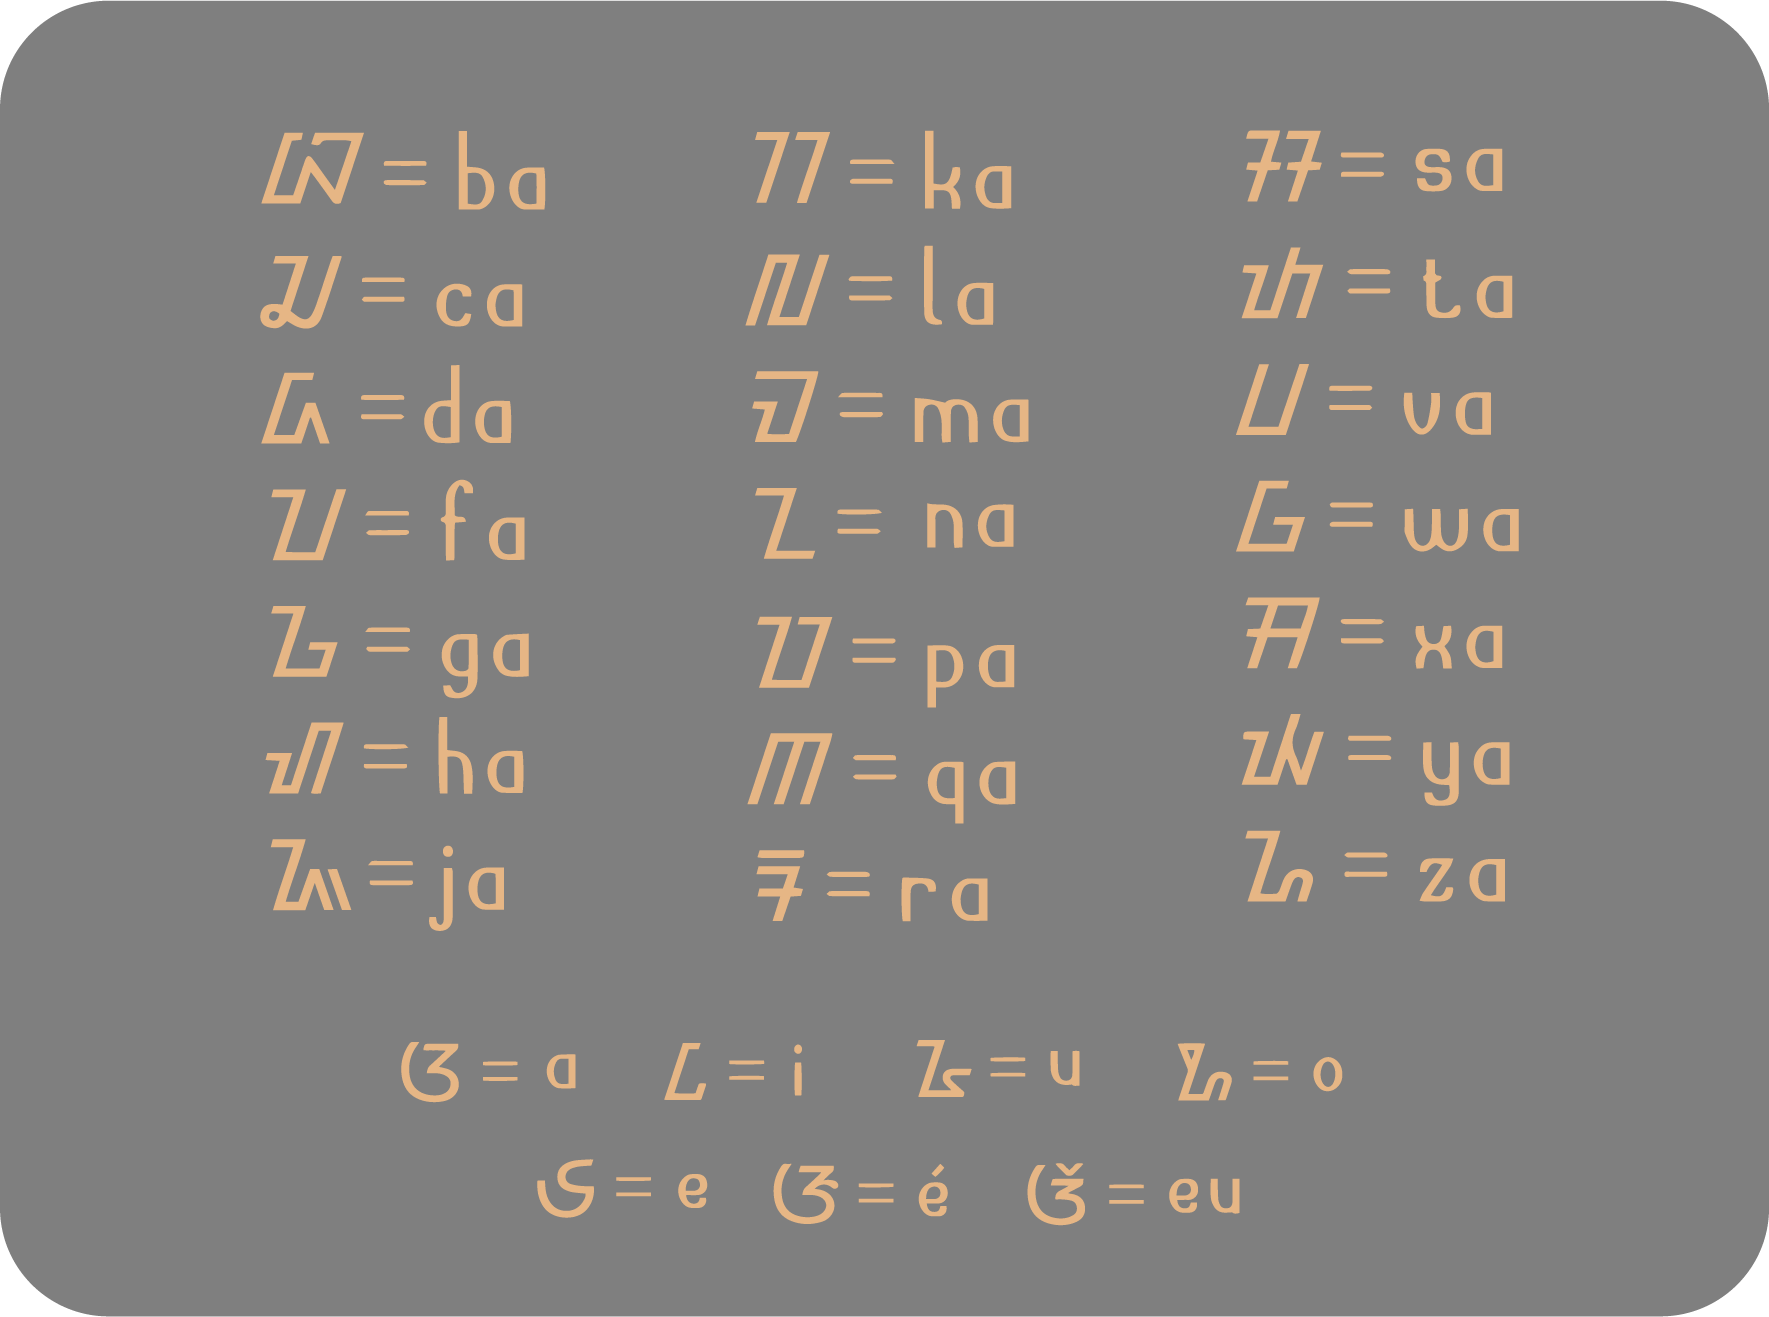 ᮘ = ba
ᮎ = ca
ᮓ = da
ᮖ = fa
ᮌ = ga
ᮠ = ha
ᮏ = ja
ᮊ = ka
ᮜ = la
ᮙ = ma
ᮔ = na
ᮕ = pa
ᮋ = qa
ᮛ = ra
ᮞ = sa
ᮒ = ta
ᮗ = va
ᮝ = wa
ᮟ = xa
ᮚ = ya
ᮐ = za
ᮃ = a ᮄ = i ᮅ = u ᮇ = o
ᮈ = e ᮆ = é ᮉ = eu